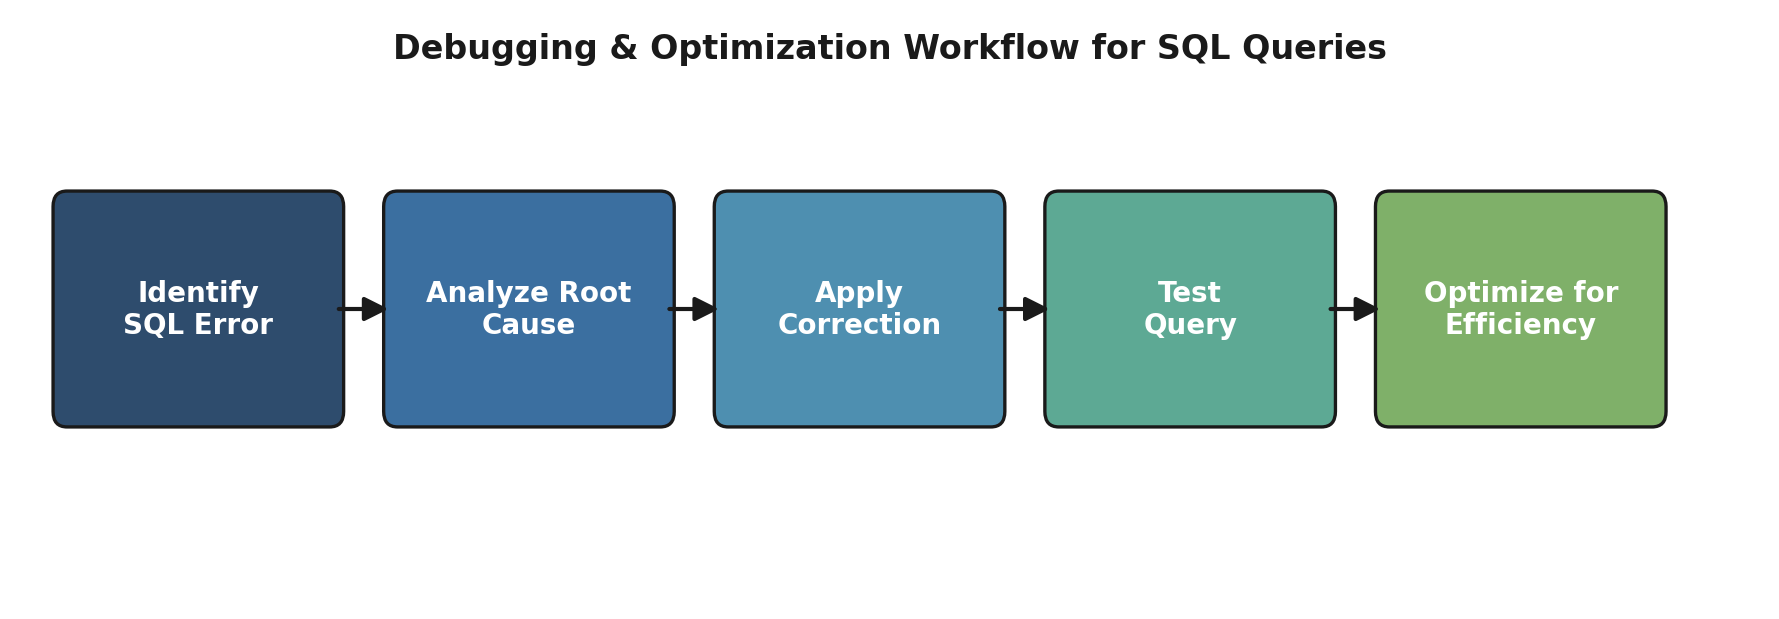 Debugging & Optimization Workflow for SQL Queries
Identify
SQL Error
Analyze Root
Cause
Apply
Correction
Test
Query
Optimize for
Efficiency